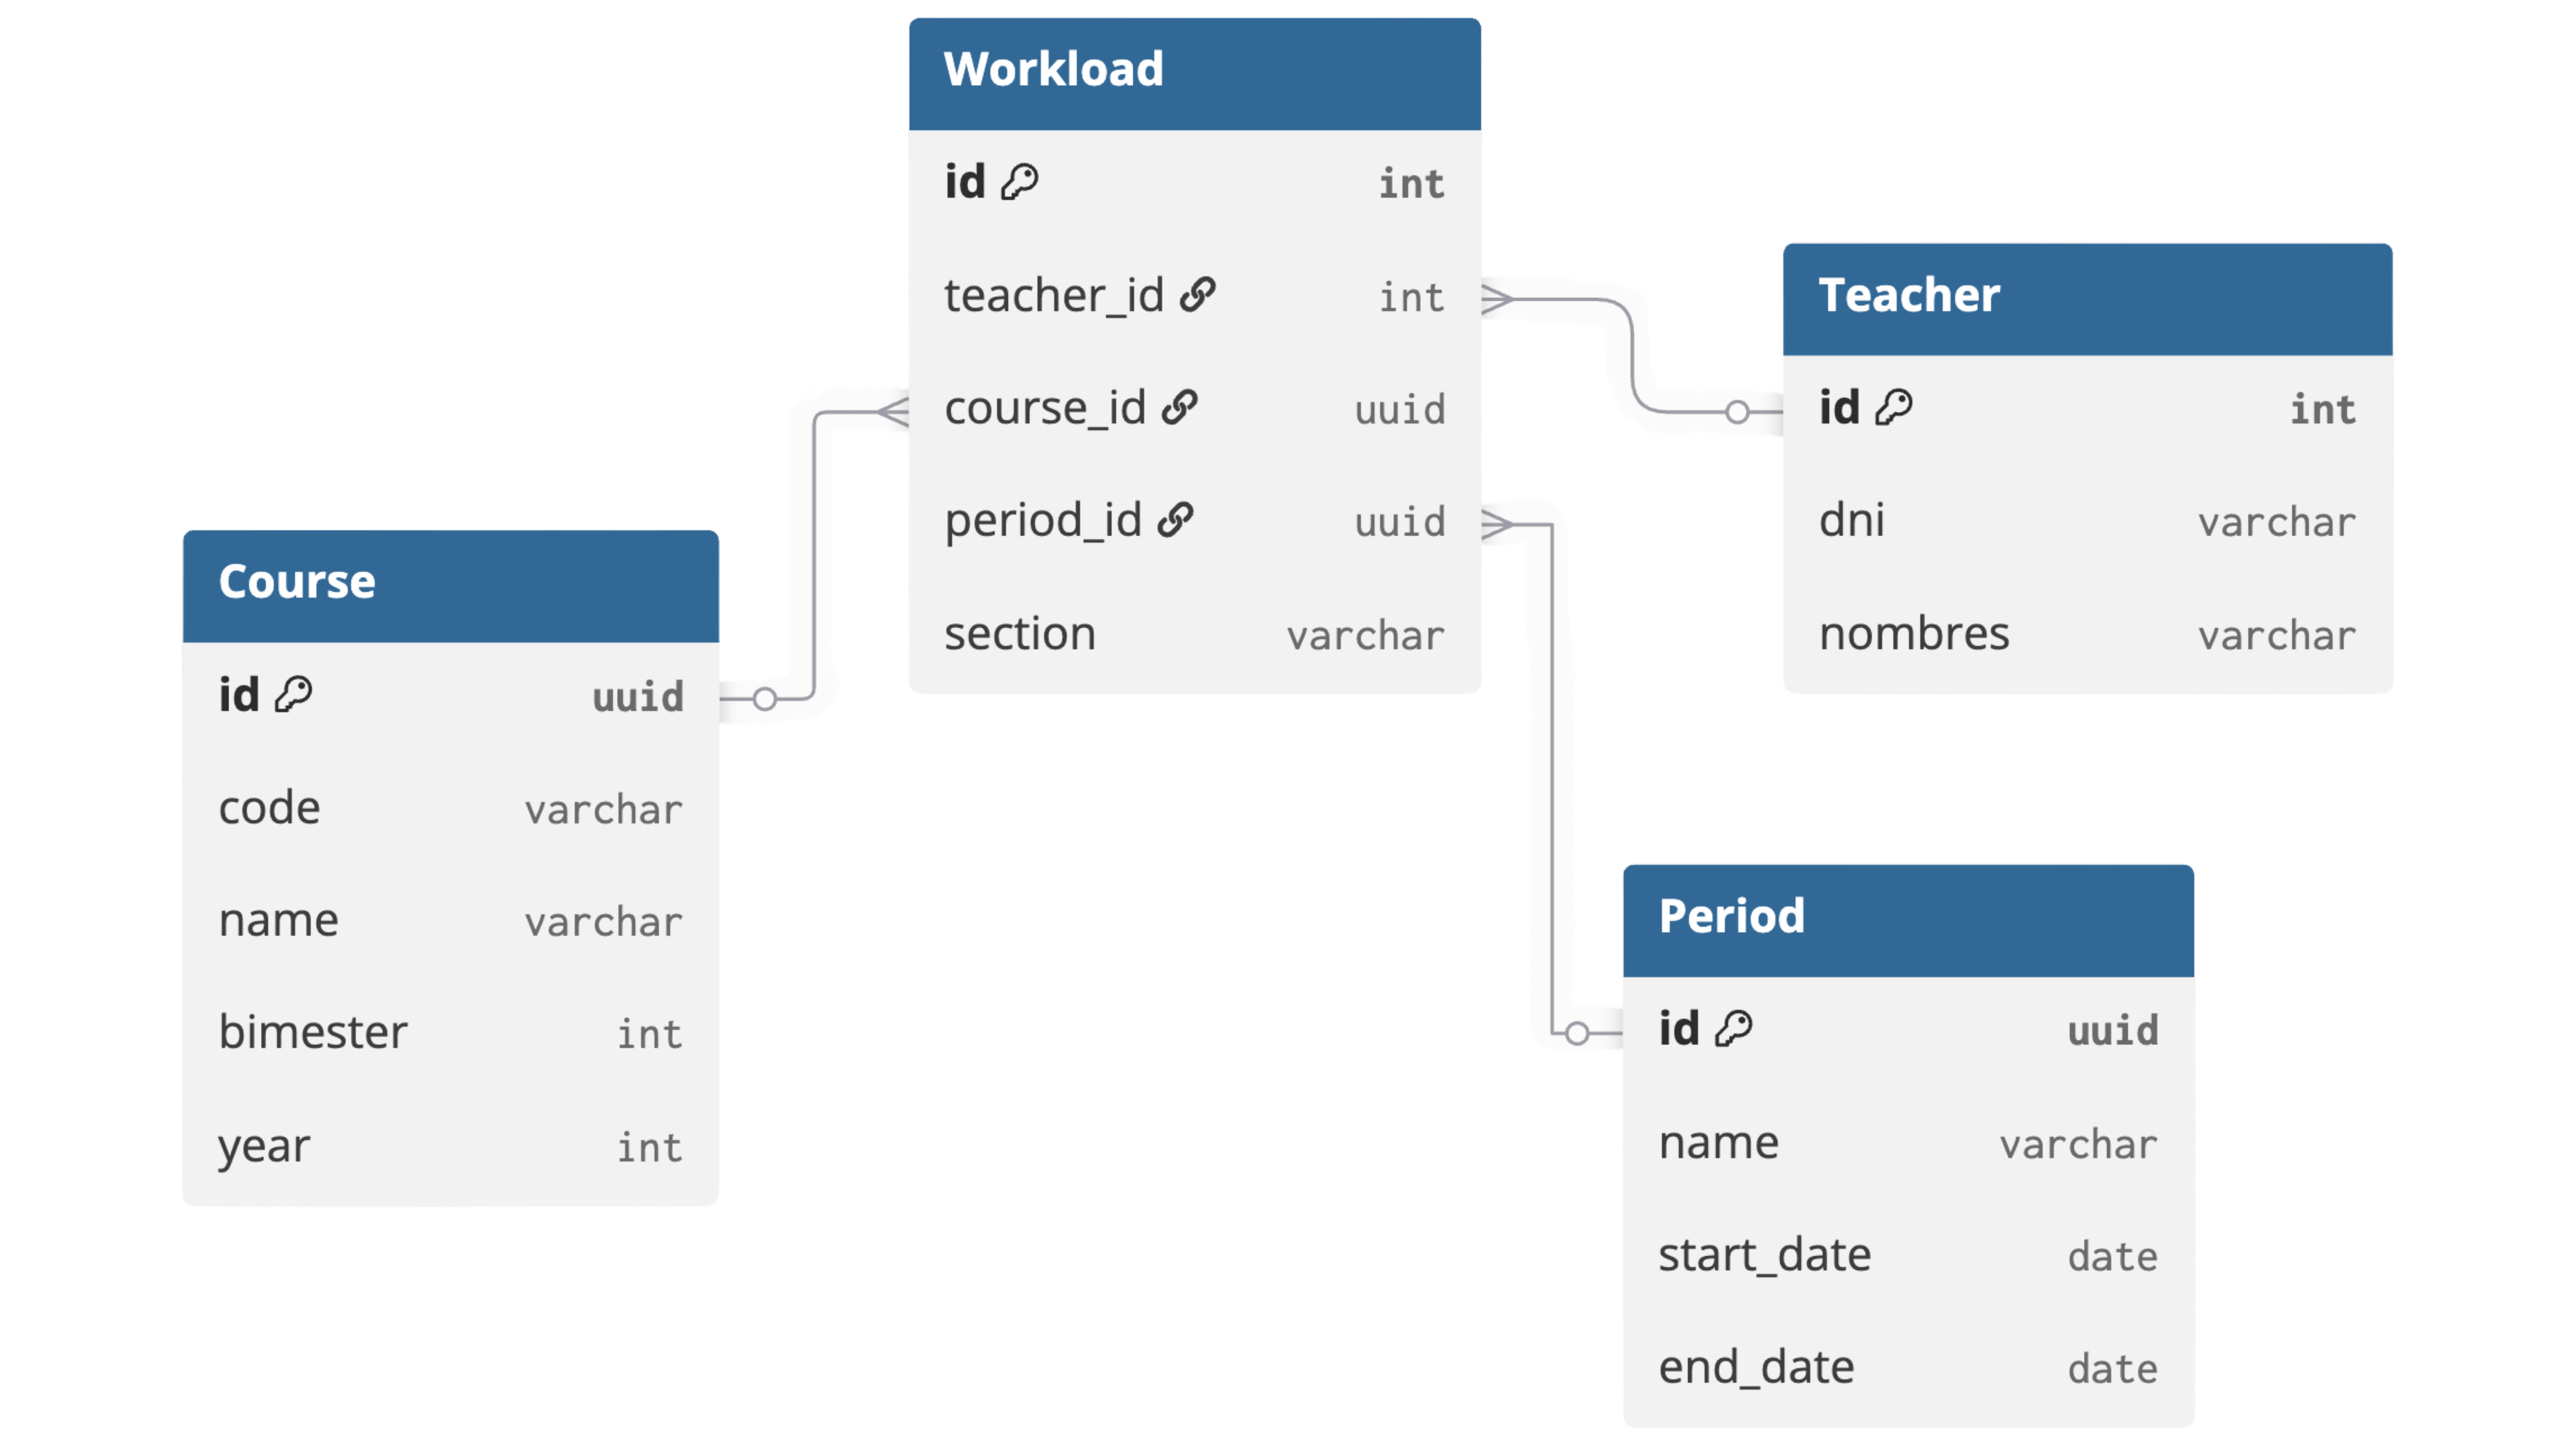 Workload
id int
teacher_id int
course_id uuid
period_id uuid
section varchar
Teacher
id int
dni varchar
nombres varchar
Course
id uuid
code varchar
name varchar
bimester int
year int
Period
id uuid
name varchar
start_date date
end_date date